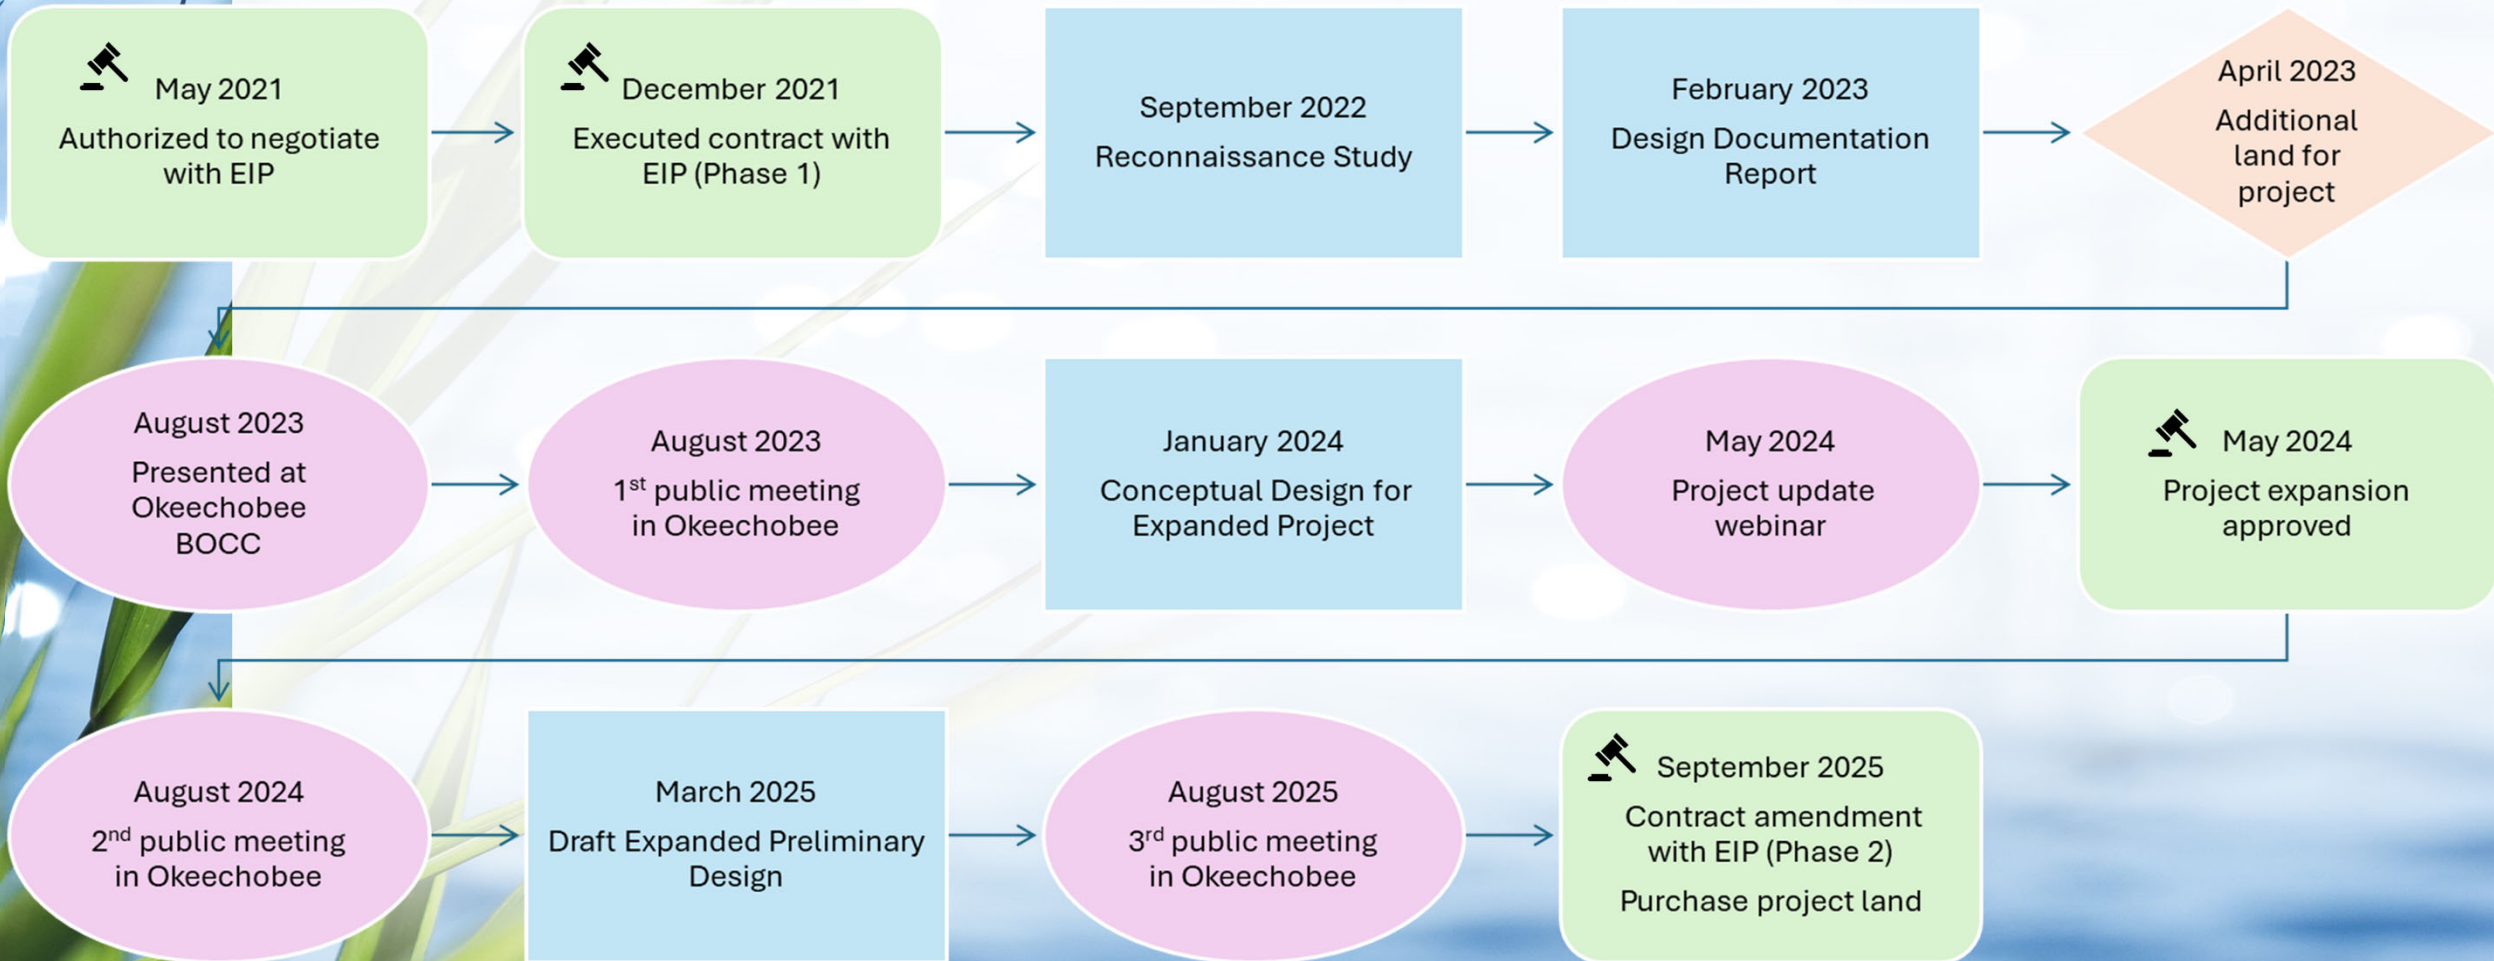 May 2021
Authorized to negotiate
with EIP
December 2021
Executed contract with
EIP (Phase 1)
September 2022
Reconnaissance Study
February 2023
Design Documentation
Report
April 2023
Additional
land for
project
August 2023
Presented at
Okeechobee
BOCC
August 2023
1st public meeting
in Okeechobee
January 2024
Conceptual Design for
Expanded Project
May 2024
Project update
webinar
May 2024
Project expansion
approved
August 2024
2nd public meeting
in Okeechobee
March 2025
Draft Expanded Preliminary
Design
August 2025
3rd public meeting
in Okeechobee
September 2025
Contract amendment
with EIP (Phase 2)
Purchase project land